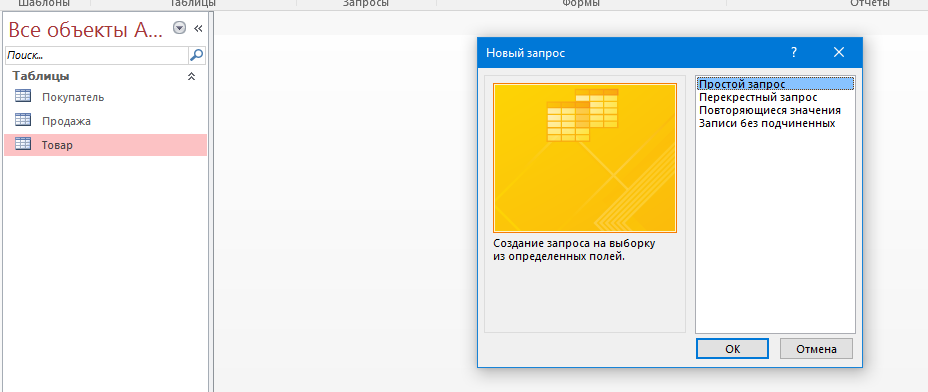 Шаблоны Таблицы Запросы Формы Отчеты
Все объекты A...
Поиск...
Таблицы
Покупатель
Продажа
Товар
Новый запрос
Создание запроса на выборку
из определенных полей.
Простой запрос
Перекрестный запрос
Повторяющиеся значения
Записи без подчиненных
ОК Отмена